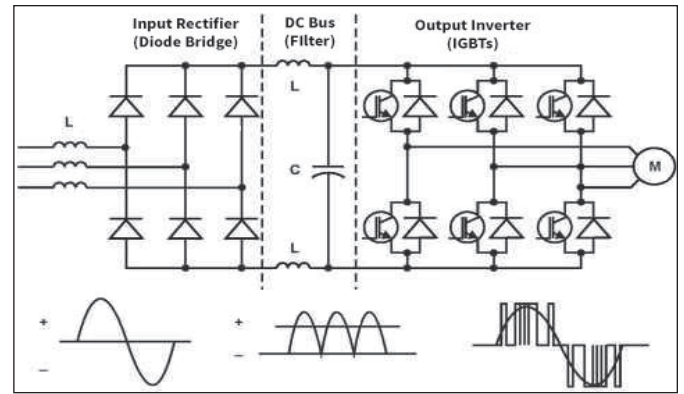 Input Rectifier
(Diode Bridge)
DC Bus
(FIlter)
Output Inverter
(IGBTs)
L
L
C
L
M
+
–
+
–